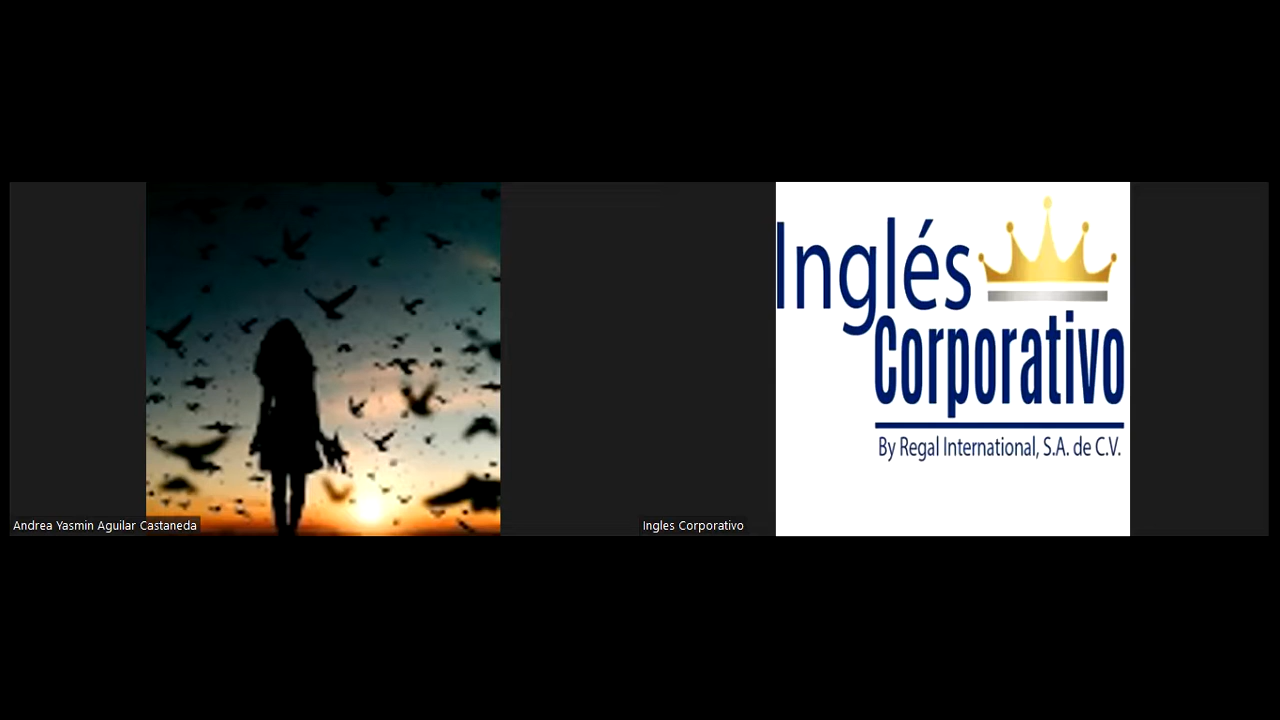 Inglés
Corporativo
By Regal International, S.A. de C.V.
Andrea Yasmin Aguilar Castaneda
Ingles Corporativo